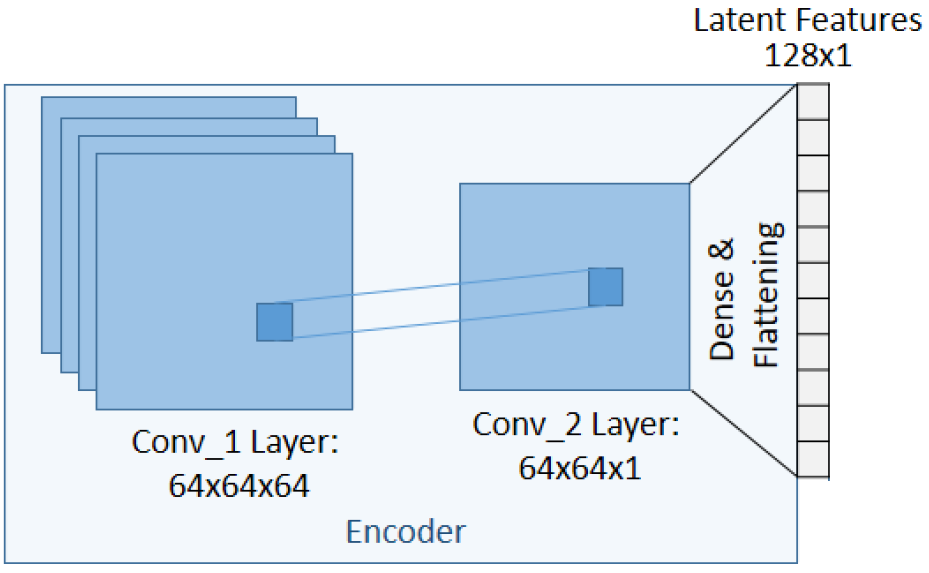 Latent Features
128x1
Dense &
Flattening
Conv_1 Layer:
64x64x64
Conv_2 Layer:
64x64x1
Encoder